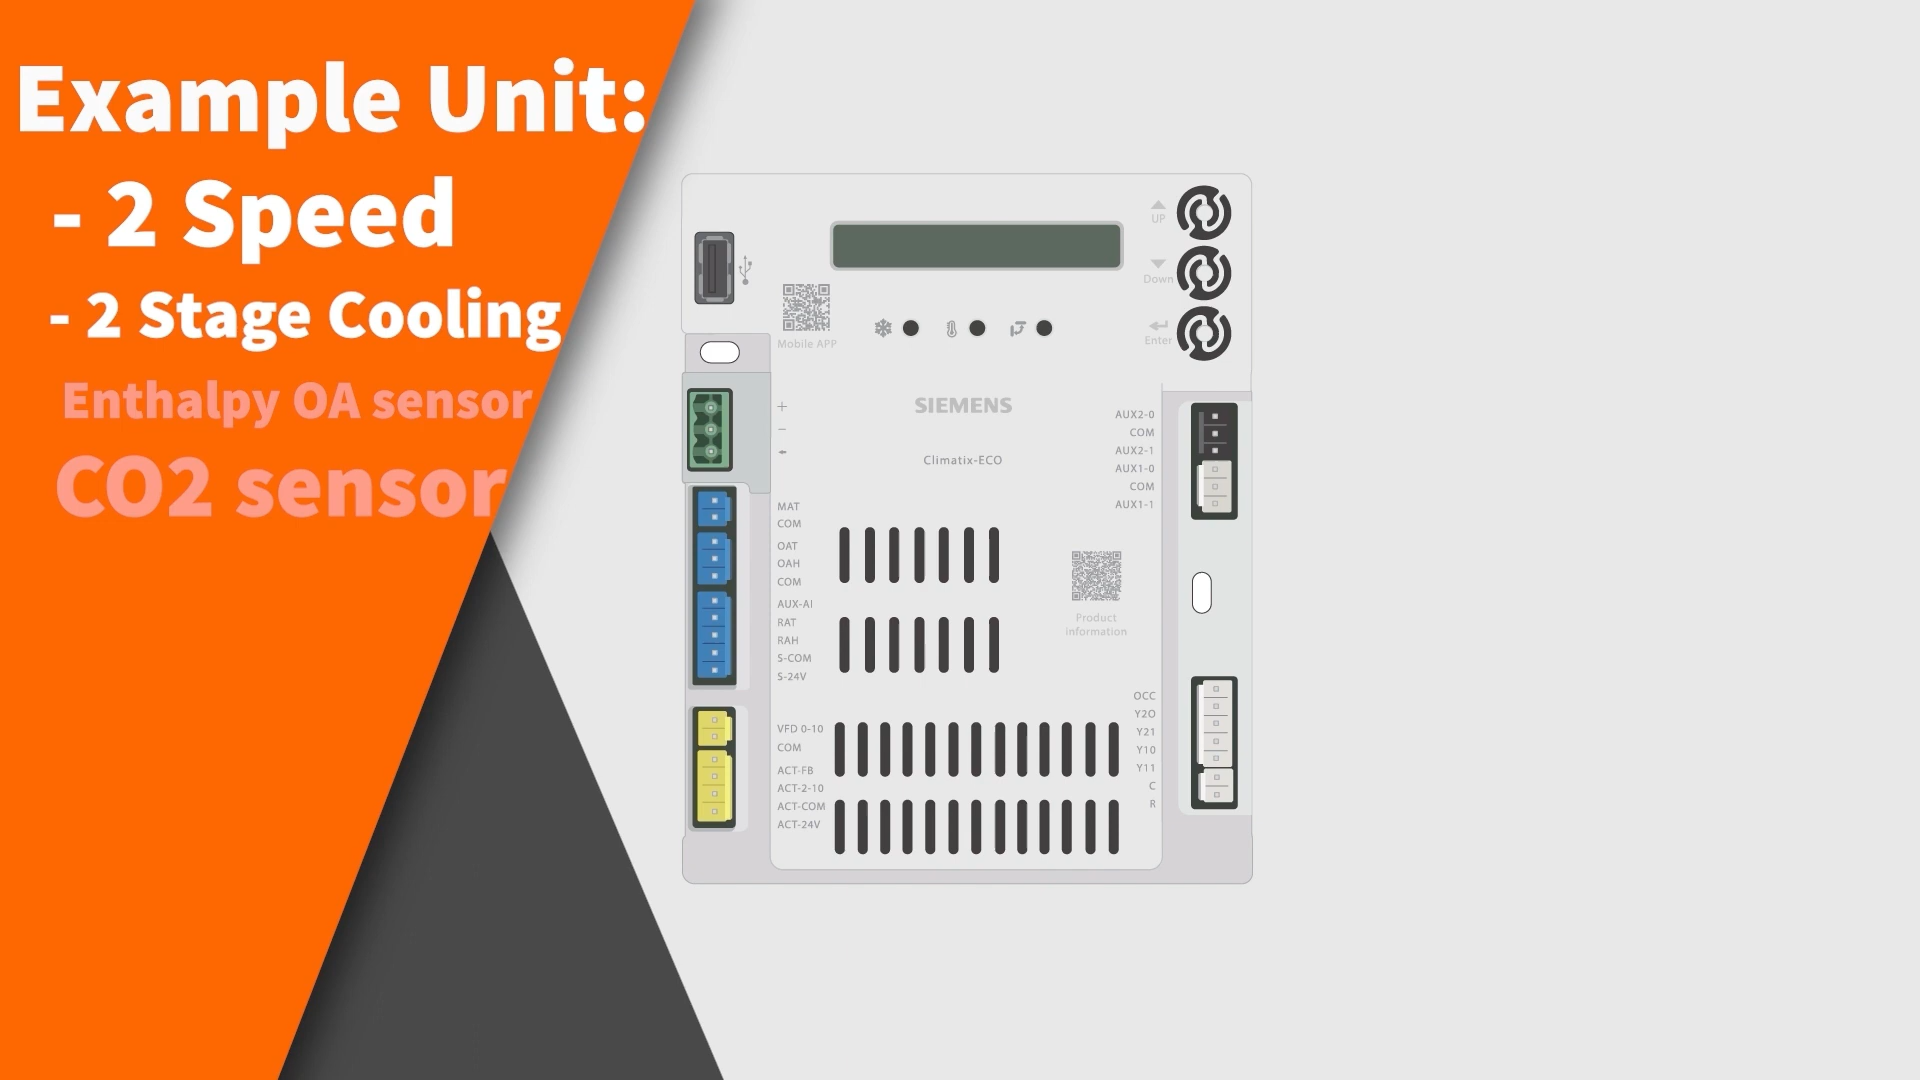 Example Unit:
- 2 Speed
- 2 Stage Cooling
Enthalpy OA sensor
CO2 sensor
UP
Down
Enter
Mobile APP
SIEMENS
Climatix-ECO
+
-
MAT
COM
OAT
OAH
COM
AUX-AI
RAT
RAH
S-COM
S-24V
VFD 0-10
COM
ACT-FB
ACT-2-10
ACT-COM
ACT-24V
AUX2-0
COM
AUX2-1
AUX1-0
COM
AUX1-1
Product
information
OCC
Y2O
Y21
Y10
Y11
C
R